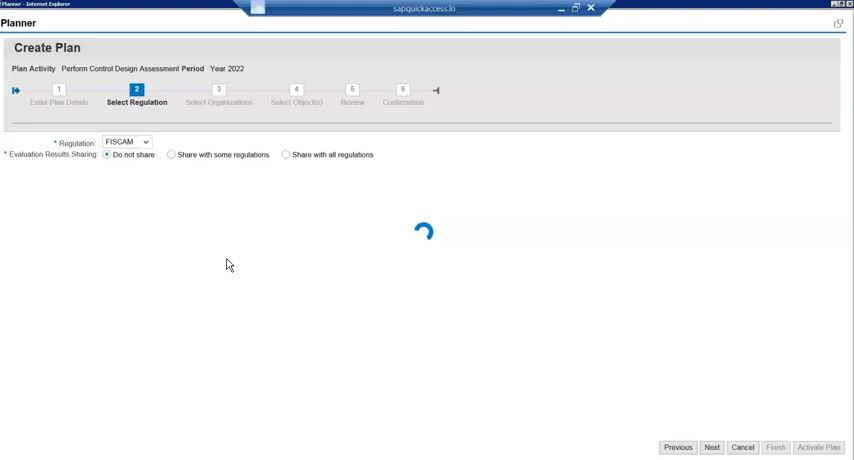 Planner - Internet Explorer
sapquickaccess.in
Planner
Create Plan
Plan Activity Perform Control Design Assessment Period Year 2022
1 2 3 4 5 6
Enter Plan Details Select Regulation Select Organizations Select Object(s) Review Confirmation
* Regulation: FISCAM
* Evaluation Results Sharing: Do not share Share with some regulations Share with all regulations
Previous Next Cancel Finish Activate Plan